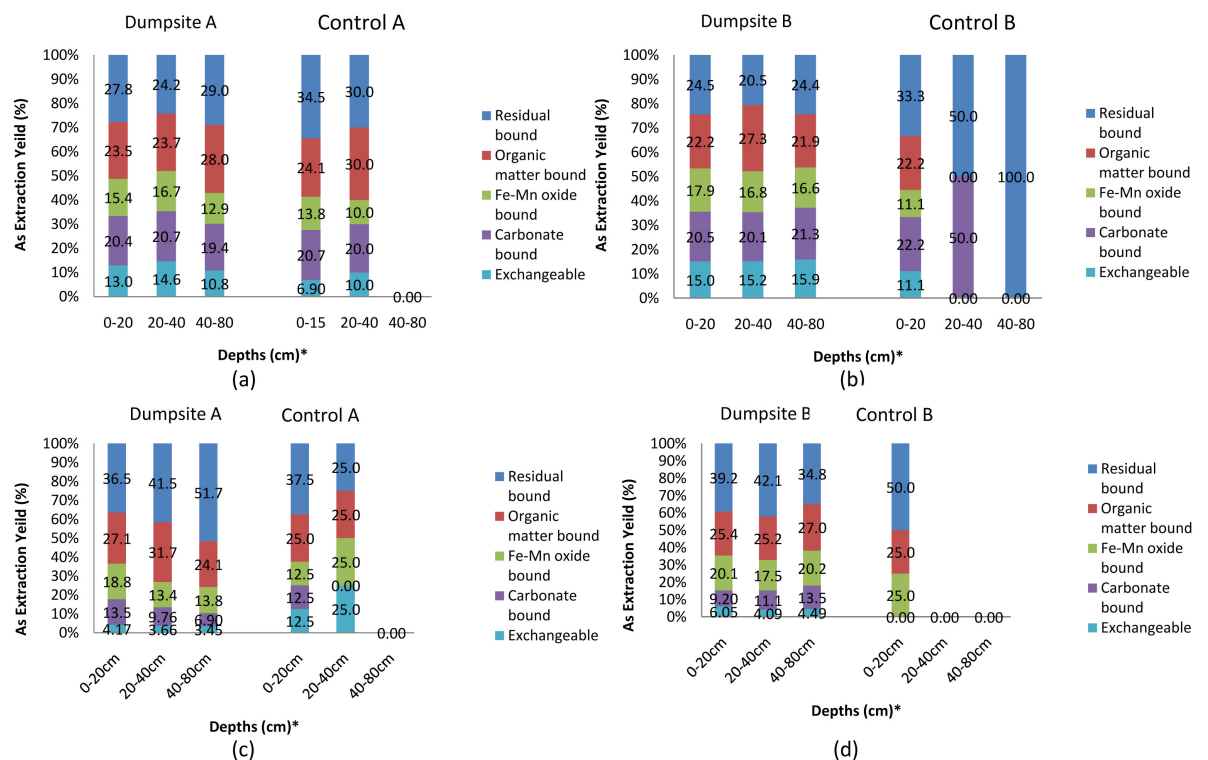 Dumpsite A
Control A
As Extraction Yeild (%)
100%
90%
80%
70%
60%
50%
40%
30%
20%
10%
0%
27.8 24.2 29.0 34.5 30.0
23.5 23.7 28.0 24.1 30.0
15.4 16.7 12.9 13.8 10.0
20.4 20.7 19.4 20.7 20.0
13.0 14.6 10.8 6.90 10.0 0.00
0-20 20-40 40-80 0-15 20-40 40-80
Depths (cm)*
Residual
bound
Organic
matter bound
Fe-Mn oxide
bound
Carbonate
bound
Exchangeable
(a)
Dumpsite B
Control B
As Extraction Yeild (%)
100%
90%
80%
70%
60%
50%
40%
30%
20%
10%
0%
24.5 20.5 24.4 33.3 50.0 100.0
22.2 27.3 21.9 22.2 0.00
17.9 16.8 16.6 11.1
20.5 20.1 21.3 22.2 50.0
15.0 15.2 15.9 11.1 0.00 0.00
0-20 20-40 40-80 0-20 20-40 40-80
Depths (cm)*
Residual
bound
Organic
matter bound
Fe-Mn oxide
bound
Carbonate
bound
Exchangeable
(b)
Dumpsite A
Control A
As Extraction Yeild (%)
100%
90%
80%
70%
60%
50%
40%
30%
20%
10%
0%
36.5 41.5 51.7 37.5 25.0
27.1 31.7 24.1 25.0 25.0
18.8 13.4 13.8 12.5 25.0
13.5 9.76 6.90 12.5 0.00
4.17 3.66 3.45 12.5 25.0 0.00
0-20cm 20-40cm 40-80cm 0-20cm 20-40cm 40-80cm
Depths (cm)*
Residual
bound
Organic
matter bound
Fe-Mn oxide
bound
Carbonate
bound
Exchangeable
(c)
Dumpsite B
Control B
As Extraction Yeild (%)
100%
90%
80%
70%
60%
50%
40%
30%
20%
10%
0%
39.2 42.1 34.8 50.0
25.4 25.2 27.0 25.0
20.1 17.5 20.2 25.0
9.20 11.1 13.5
6.05 4.09 4.49 0.00 0.00 0.00
0-20cm 20-40cm 40-80cm 0-20cm 20-40cm 40-80cm
Depths (cm)*
Residual
bound
Organic
matter bound
Fe-Mn oxide
bound
Carbonate
bound
Exchangeable
(d)